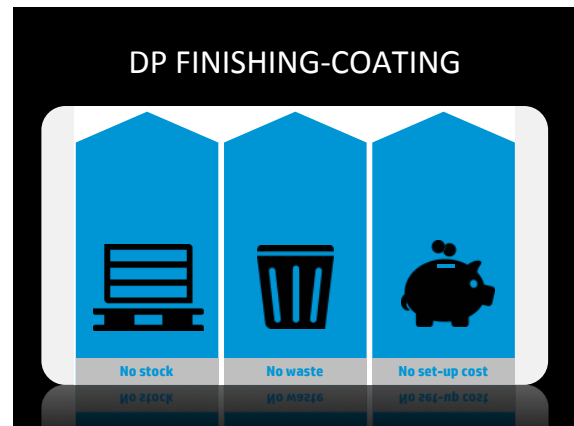 DP FINISHING-COATING
No stock
No waste
No set-up cost